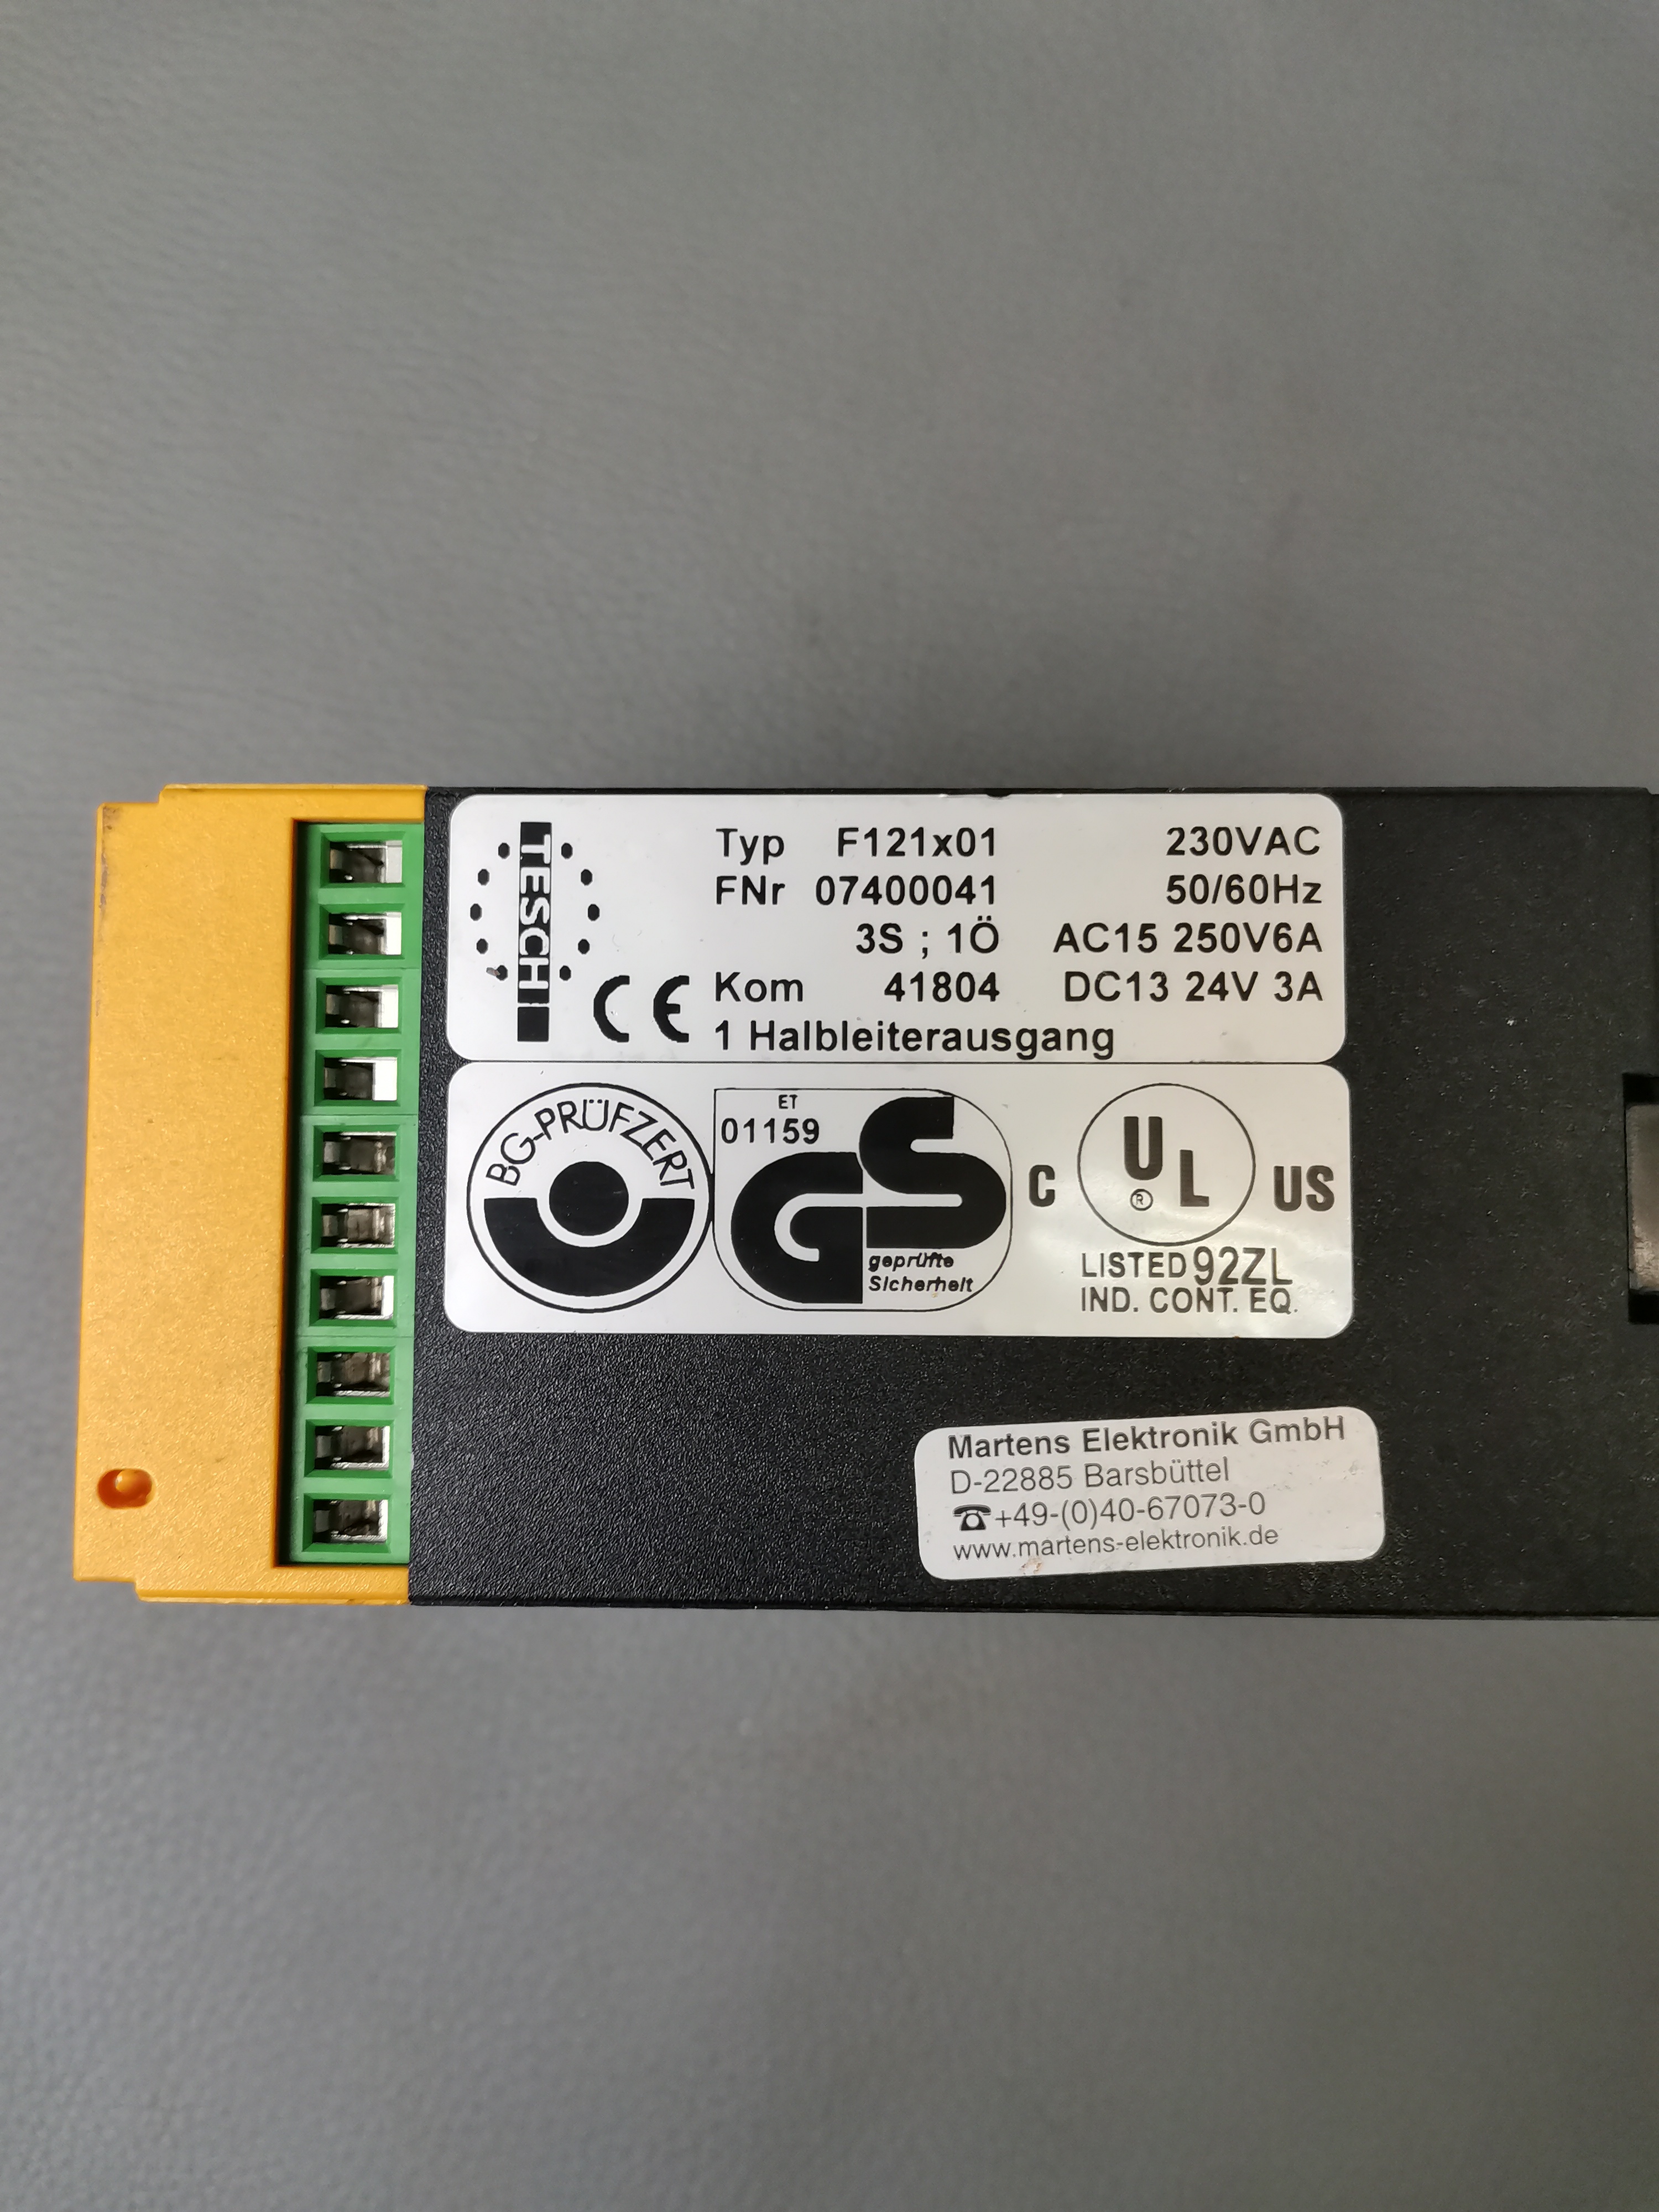 TESCH
Typ F121x01 230VAC
FNr 07400041 50/60Hz
3S ; 1Ö AC15 250V6A
CE Kom 41804 DC13 24V 3A
1 Halbleiterausgang
BG-PRÜFZERT
ET
01159
GS
geprüfte
Sicherheit
C UL US
®
LISTED 92ZL
IND. CONT. EQ.
Martens Elektronik GmbH
D-22885 Barsbüttel
☎+49-(0)40-67073-0
www.martens-elektronik.de